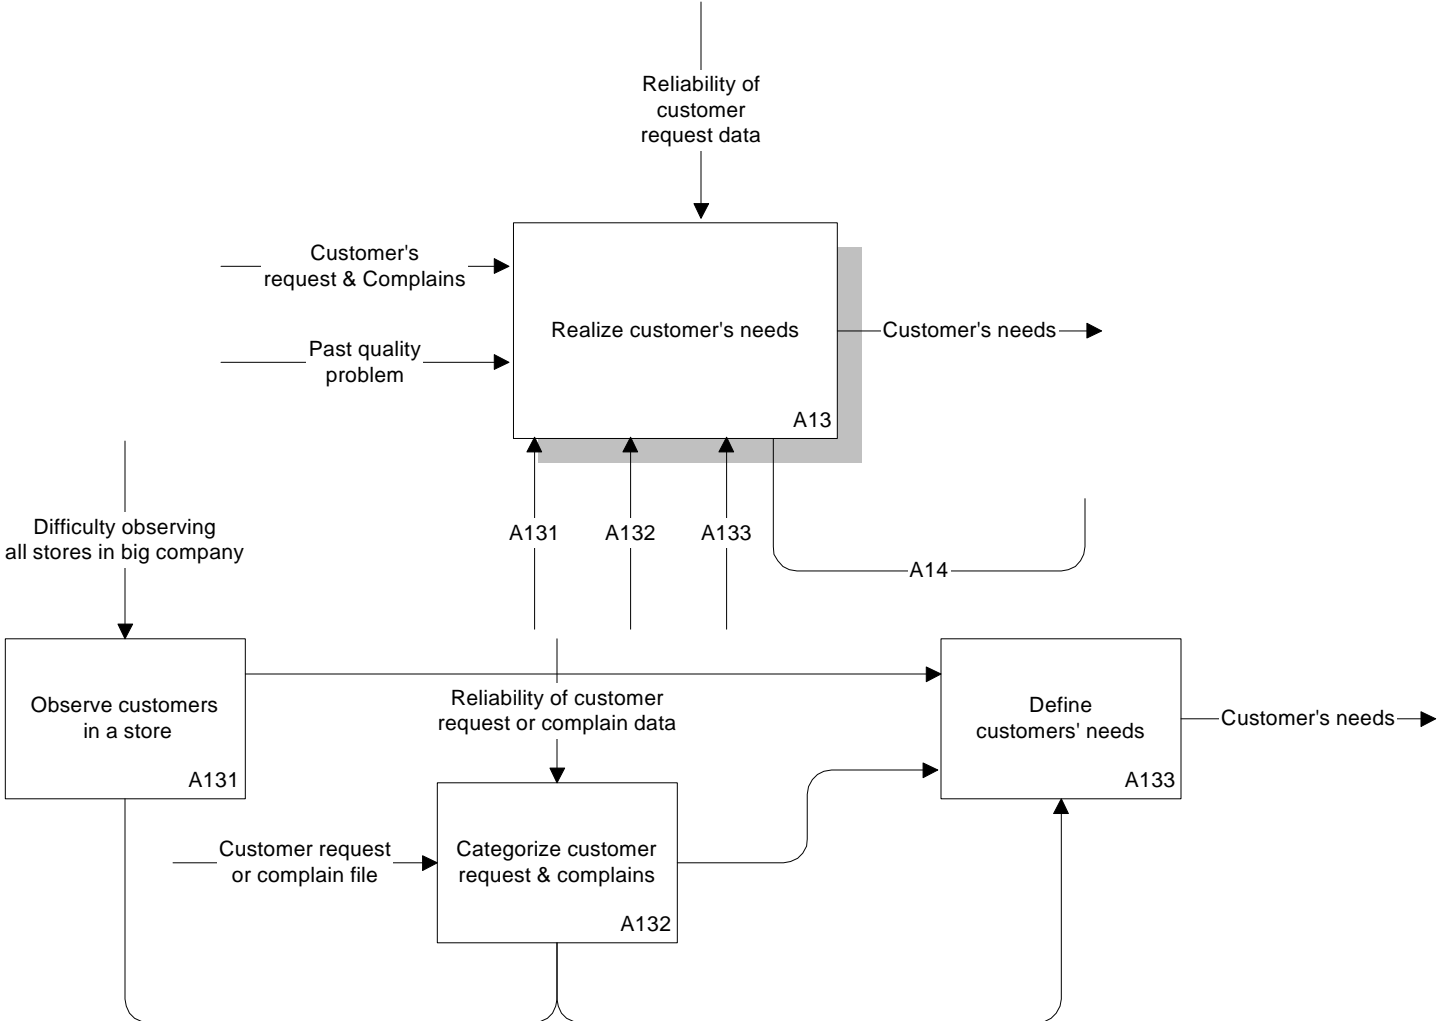 Reliability of
customer
request data
Customer's
request & Complains
Realize customer's needs
Customer's needs
Past quality
problem
A13
Difficulty observing
all stores in big company
A131
A132
A133
A14
Observe customers
in a store
A131
Reliability of customer
request or complain data
Define
customers' needs
A133
Customer's needs
Customer request
or complain file
Categorize customer
request & complains
A132